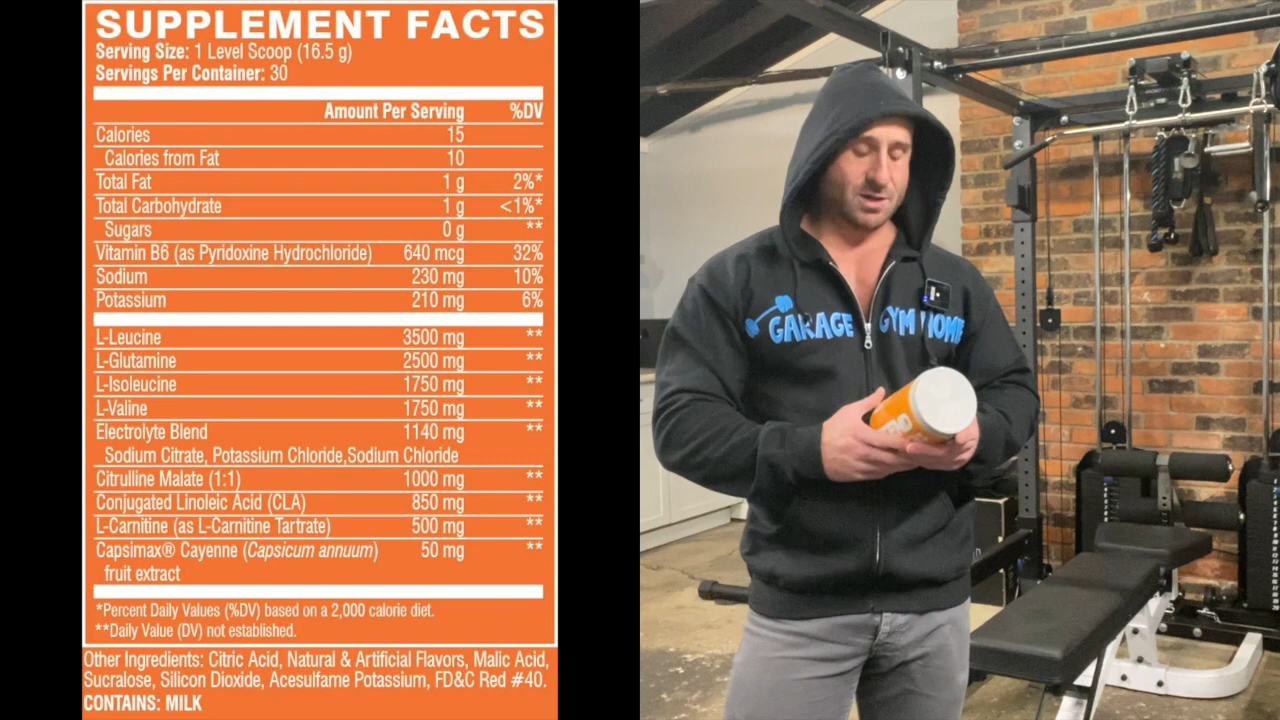 SUPPLEMENT FACTS
Serving Size: 1 Level Scoop (16.5 g)
Servings Per Container: 30
Amount Per Serving %DV
Calories 15
Calories from Fat 10
Total Fat 1 g 2%*
Total Carbohydrate 1 g <1%*
Sugars 0 g **
Vitamin B6 (as Pyridoxine Hydrochloride) 640 mcg 32%
Sodium 230 mg 10%
Potassium 210 mg 6%
L-Leucine 3500 mg **
L-Glutamine 2500 mg **
L-Isoleucine 1750 mg **
L-Valine 1750 mg **
Electrolyte Blend 1140 mg **
Sodium Citrate, Potassium Chloride,Sodium Chloride
Citrulline Malate (1:1) 1000 mg **
Conjugated Linoleic Acid (CLA) 850 mg **
L-Carnitine (as L-Carnitine Tartrate) 500 mg **
Capsimax® Cayenne (Capsicum annuum) 50 mg **
fruit extract
*Percent Daily Values (%DV) based on a 2,000 calorie diet.
**Daily Value (DV) not established.
Other Ingredients: Citric Acid, Natural & Artificial Flavors, Malic Acid,
Sucralose, Silicon Dioxide, Acesulfame Potassium, FD&C Red #40.
CONTAINS: MILK
GARAGE GYM HOME